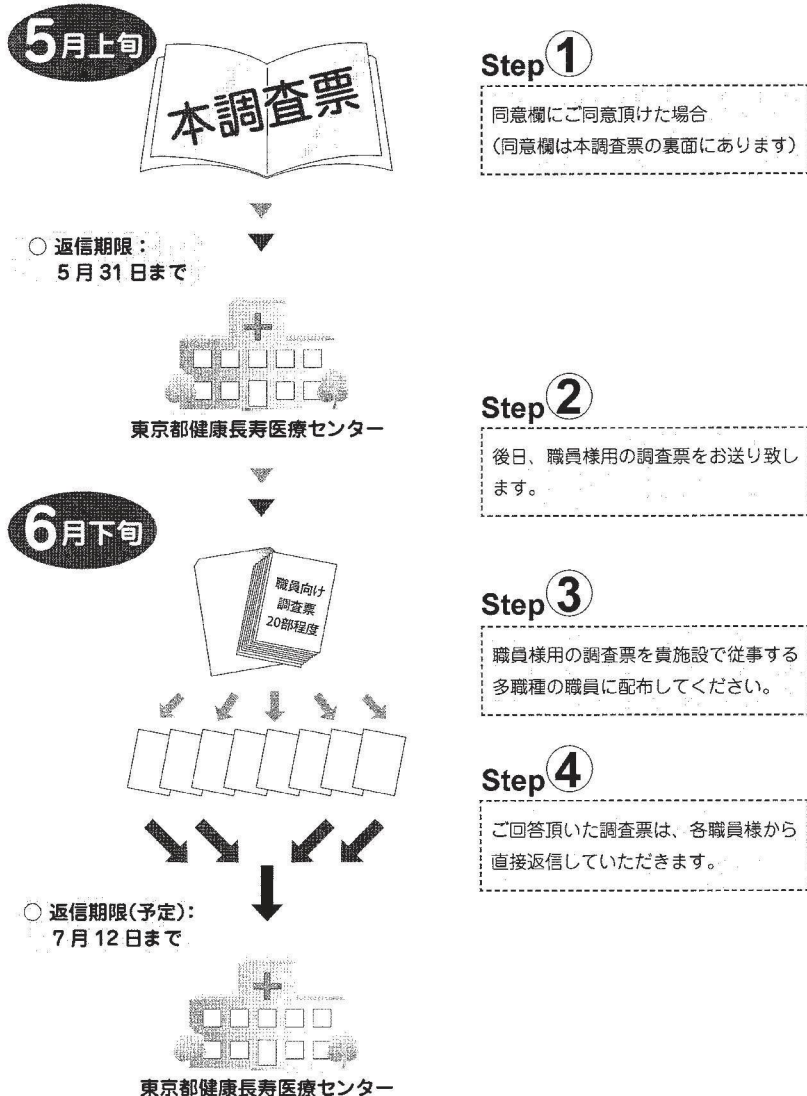 5月上旬
本調査票
Step①
同意欄にご同意頂けた場合
(同意欄は本調査票の裏面にあります)
○ 返信期限：
5月31日まで
東京都健康長寿医療センター
Step②
後日、職員様用の調査票をお送り致し
ます。
6月下旬
職員向け
調査票
20部程度
Step③
職員様用の調査票を貴施設で従事する
多職種の職員に配布してください。
Step④
ご回答頂いた調査票は、各職員様から
直接返信していただきます。
○ 返信期限(予定)：
7月12日まで
東京都健康長寿医療センター